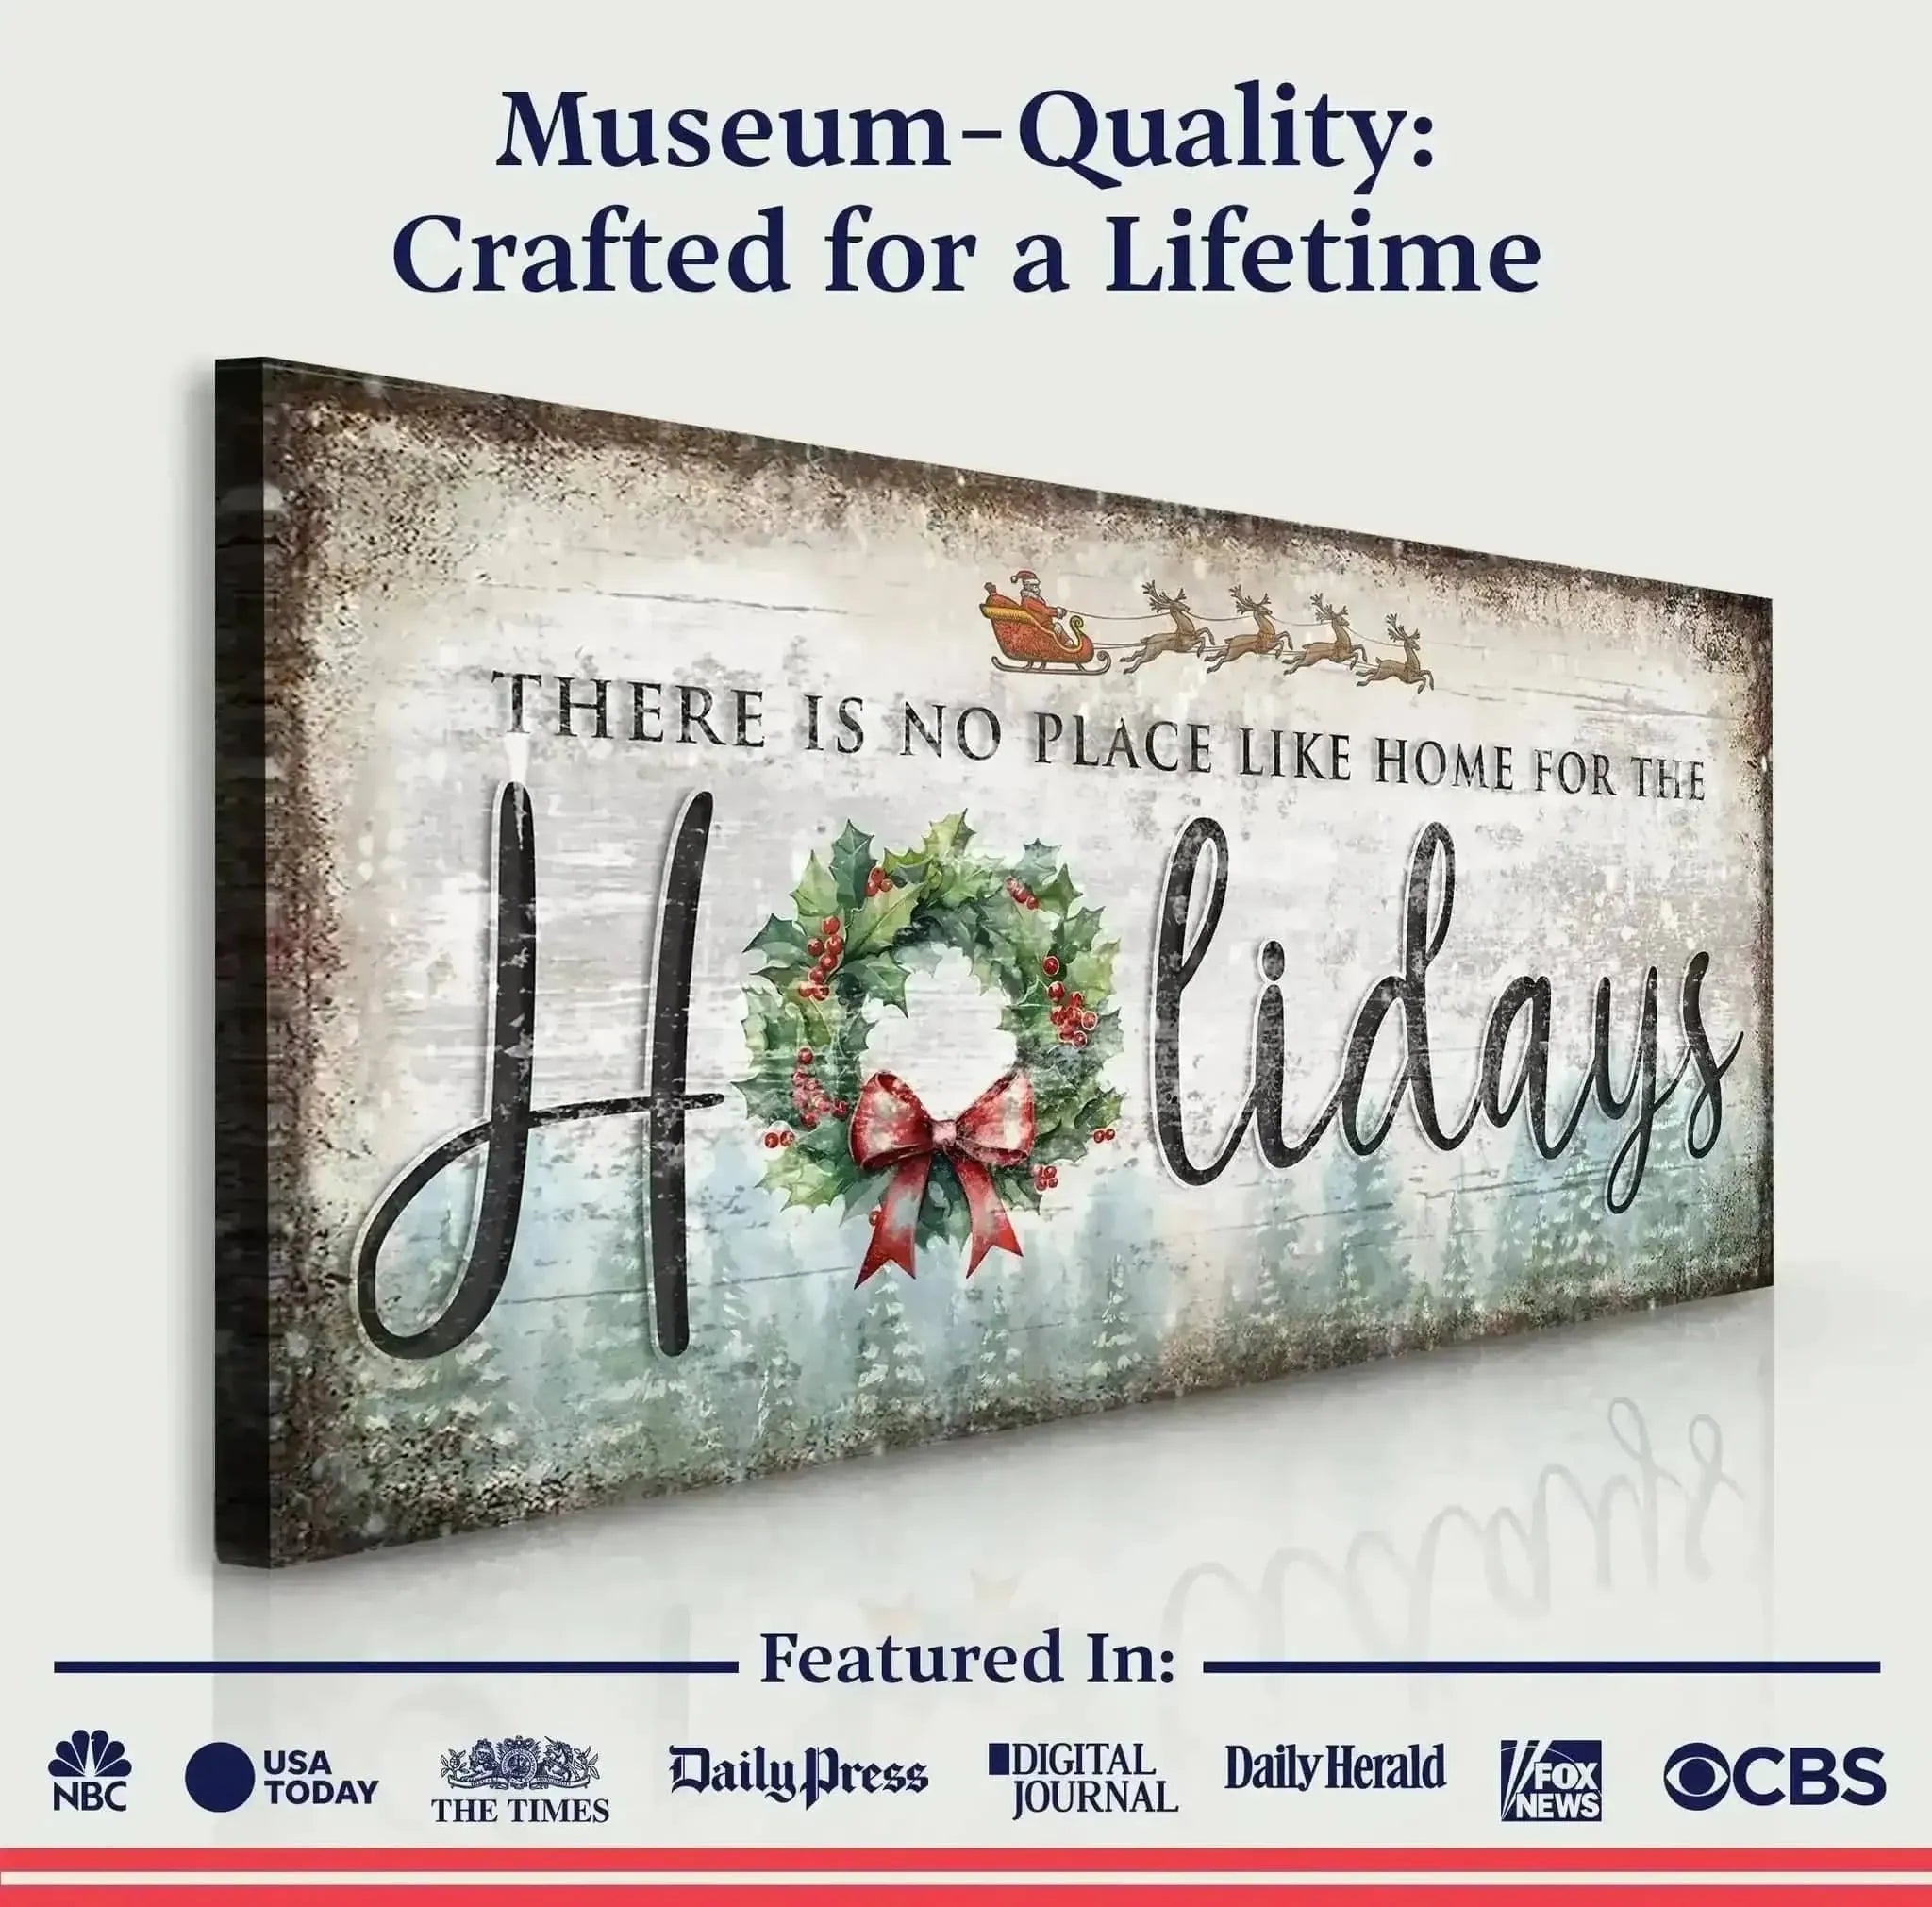 Museum-Quality:
Crafted for a Lifetime
THERE IS NO PLACE LIKE HOME FOR THE
Holidays
Featured In:
NBC
USA TODAY
THE TIMES
Daily Press
DIGITAL JOURNAL
Daily Herald
FOX NEWS
CBS